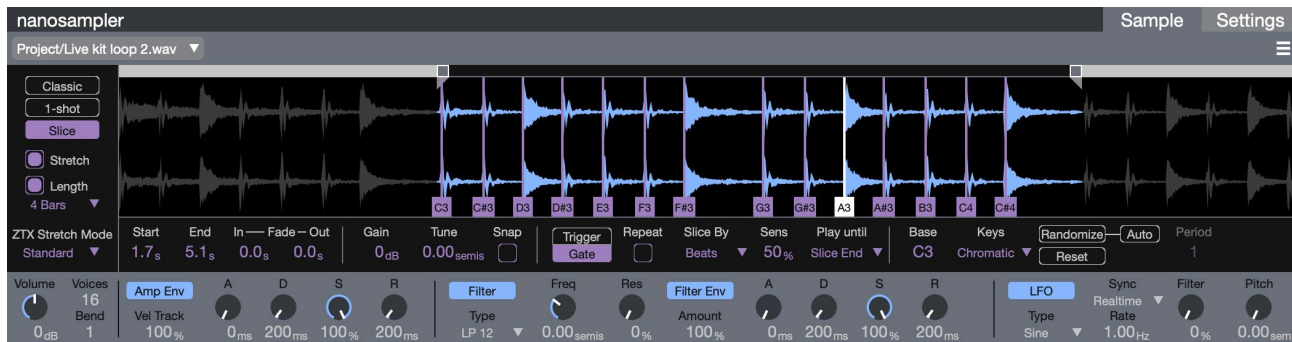 nanosampler
Sample Settings
Project/Live kit loop 2.wav ▼
Classic
1-shot
Slice
Stretch
Length
4 Bars ▼
C3 C#3 D3 D#3 E3 F3 F#3 G3 G#3 A3 A#3 B3 C4 C#4
ZTX Stretch Mode
Standard ▼
Start End In — Fade — Out Gain Tune Snap
1.7s 5.1s 0.0s 0.0s 0dB 0.00semis
Trigger
Gate
Repeat Slice By Sens Play until Base Keys
Beats ▼ 50% Slice End ▼ C3 Chromatic ▼
Randomize Auto
Reset
Period
1
Volume
0dB
Voices
16
Bend
1
Amp Env A D S R
Vel Track
100% 0ms 200ms 100% 200ms
Filter Freq Res
Type
LP 12 ▼ 0.00semis 0%
Filter Env A D S R
Amount
100% 0ms 200ms 100% 200ms
LFO Sync Filter Pitch
Realtime ▼
Type Rate
Sine ▼ 1.00Hz 0% 0.00sem